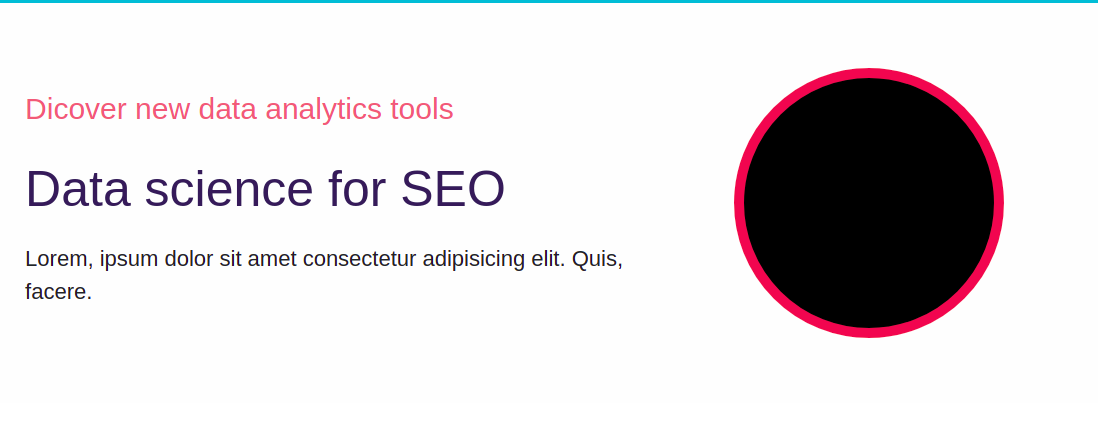 Dicover new data analytics tools
Data science for SEO
Lorem, ipsum dolor sit amet consectetur adipisicing elit. Quis,
facere.